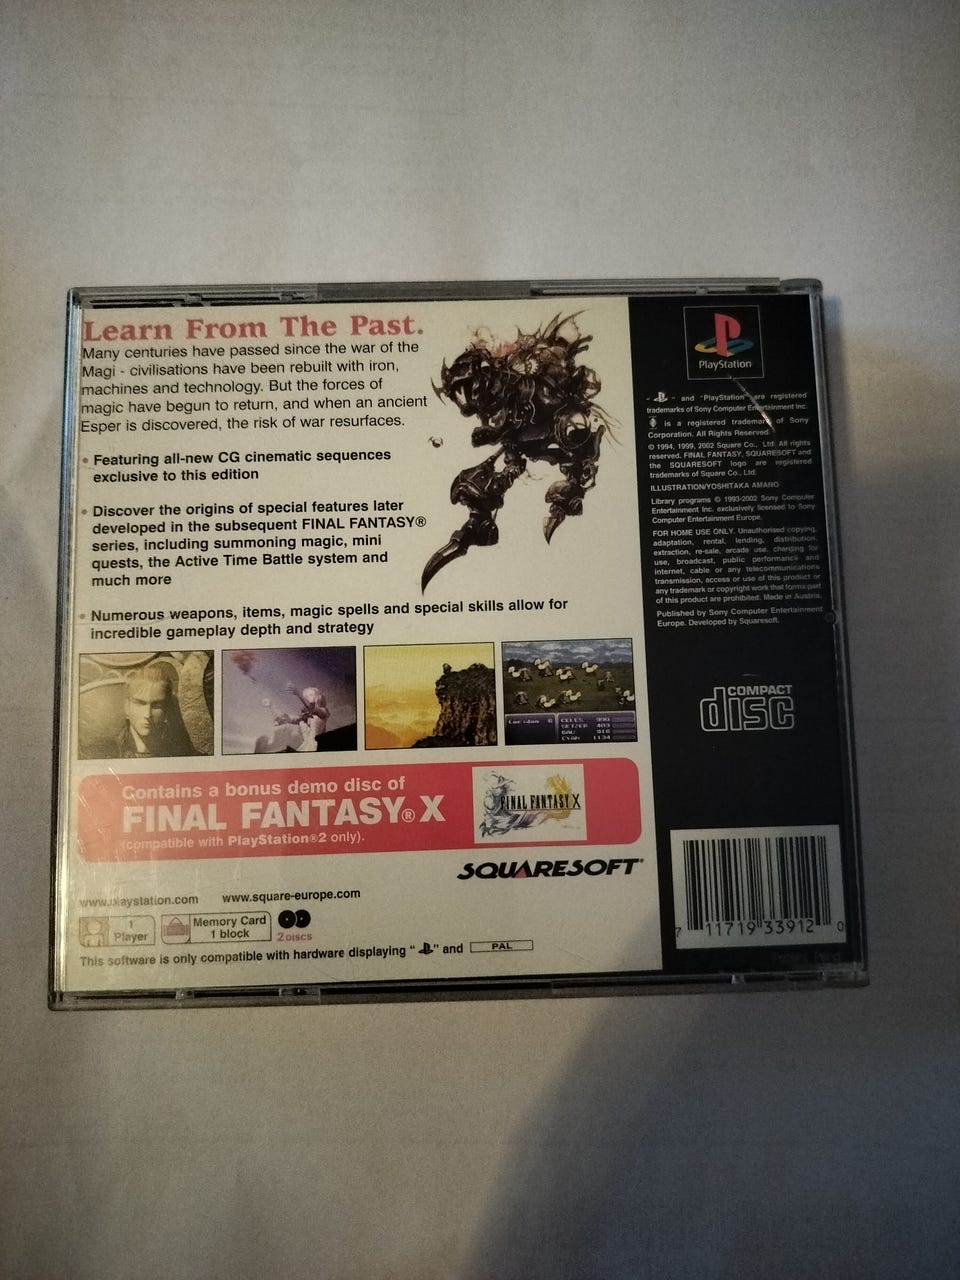 Learn From The Past.
Many centuries have passed since the war of the
Magi - civilisations have been rebuilt with iron,
machines and technology. But the forces of
magic have begun to return, and when an ancient
Esper is discovered, the risk of war resurfaces.
• Featuring all-new CG cinematic sequences
exclusive to this edition
• Discover the origins of special features later
developed in the subsequent FINAL FANTASY®
series, including summoning magic, mini
quests, the Active Time Battle system and
much more
• Numerous weapons, items, magic spells and special skills allow for
incredible gameplay depth and strategy
CELES 990
SETZER 403
GAU 916
CYAN 1134
Contains a bonus demo disc of
FINAL FANTASY® X
(compatible with PlayStation®2 only).
FINAL FANTASY X
SQUARESOFT
www.playstation.com www.square-europe.com
1
Player
Memory Card
1 block
2 Discs
This software is only compatible with hardware displaying " " and PAL
PlayStation
" " and "PlayStation" are registered
trademarks of Sony Computer Entertainment Inc.
is a registered trademark of Sony
Corporation. All Rights Reserved.
© 1994, 1999, 2002 Square Co., Ltd. All rights
reserved. FINAL FANTASY, SQUARESOFT and
the SQUARESOFT logo are registered
trademarks of Square Co., Ltd.
ILLUSTRATION/YOSHITAKA AMANO
Library programs © 1993-2002 Sony Computer
Entertainment Inc. exclusively licensed to Sony
Computer Entertainment Europe.
FOR HOME USE ONLY. Unauthorised copying,
adaptation, rental, lending, distribution,
extraction, re-sale, arcade use, charging for
use, broadcast, public performance and
internet, cable or any telecommunications
transmission, access or use of this product or
any trademark or copyright work that forms part
of this product are prohibited. Made in Austria.
Published by Sony Computer Entertainment
Europe. Developed by Squaresoft.
COMPACT
disc
7 11719 33912 0